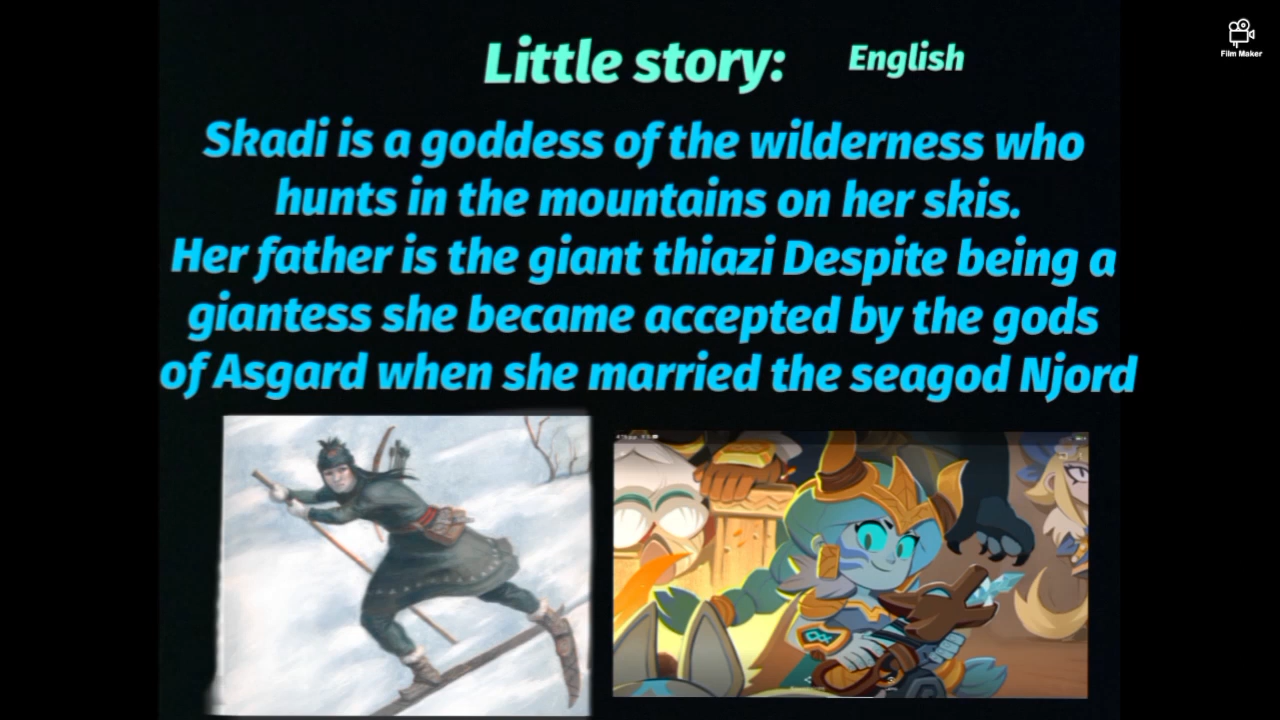 Little story: English
Film Maker
Skadi is a goddess of the wilderness who
hunts in the mountains on her skis.
Her father is the giant thiazi Despite being a
giantess she became accepted by the gods
of Asgard when she married the seagod Njord